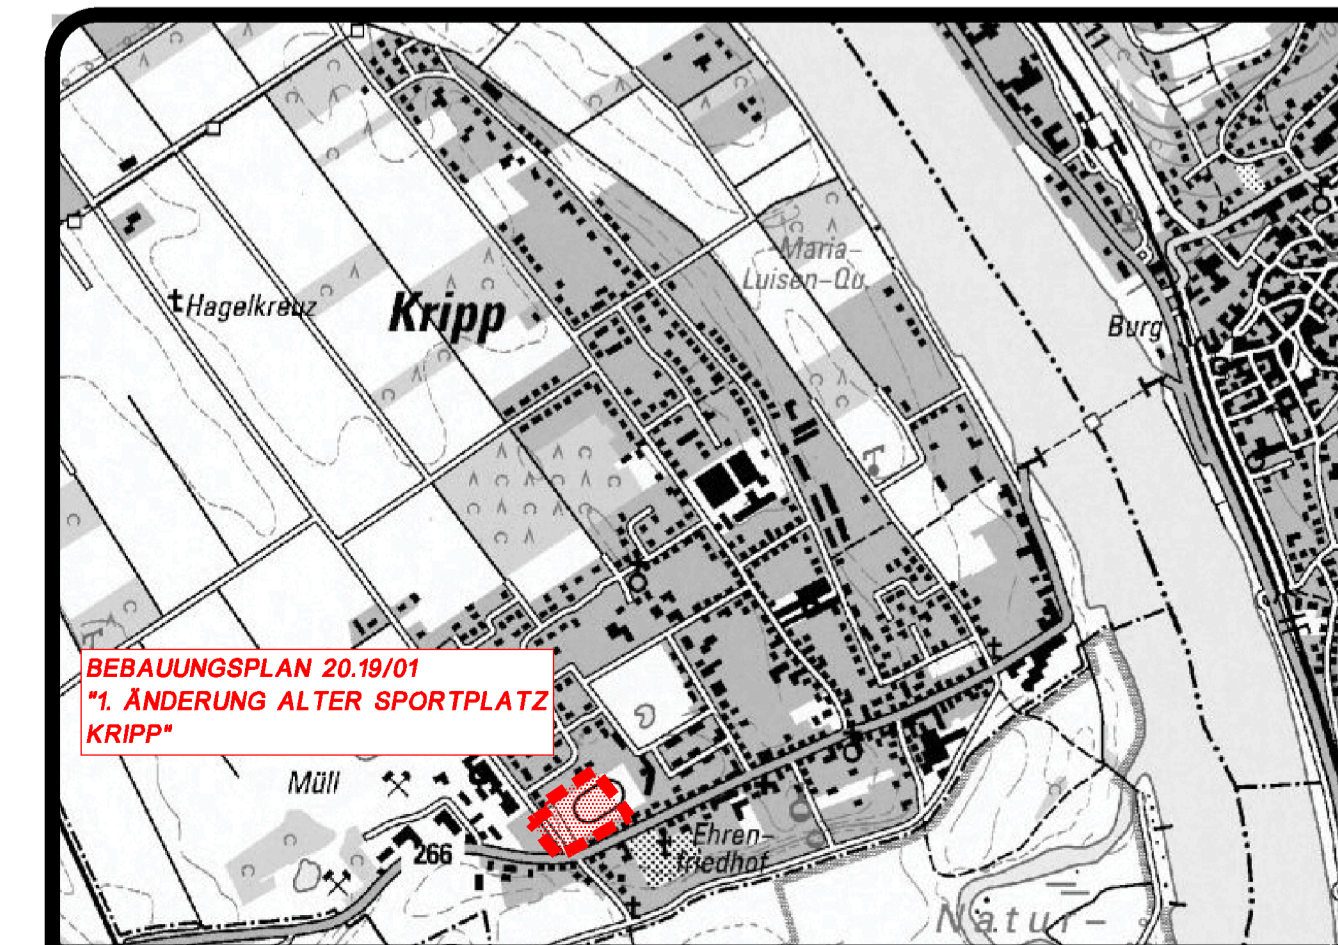 Maria-
Luisen-Qu.
Hagelkreuz
Kripp
Burg
BEBAUUNGSPLAN 20.19/01
"1. ÄNDERUNG ALTER SPORTPLATZ
KRIPP"
Müll
266
Ehren-
friedhof
Natur-